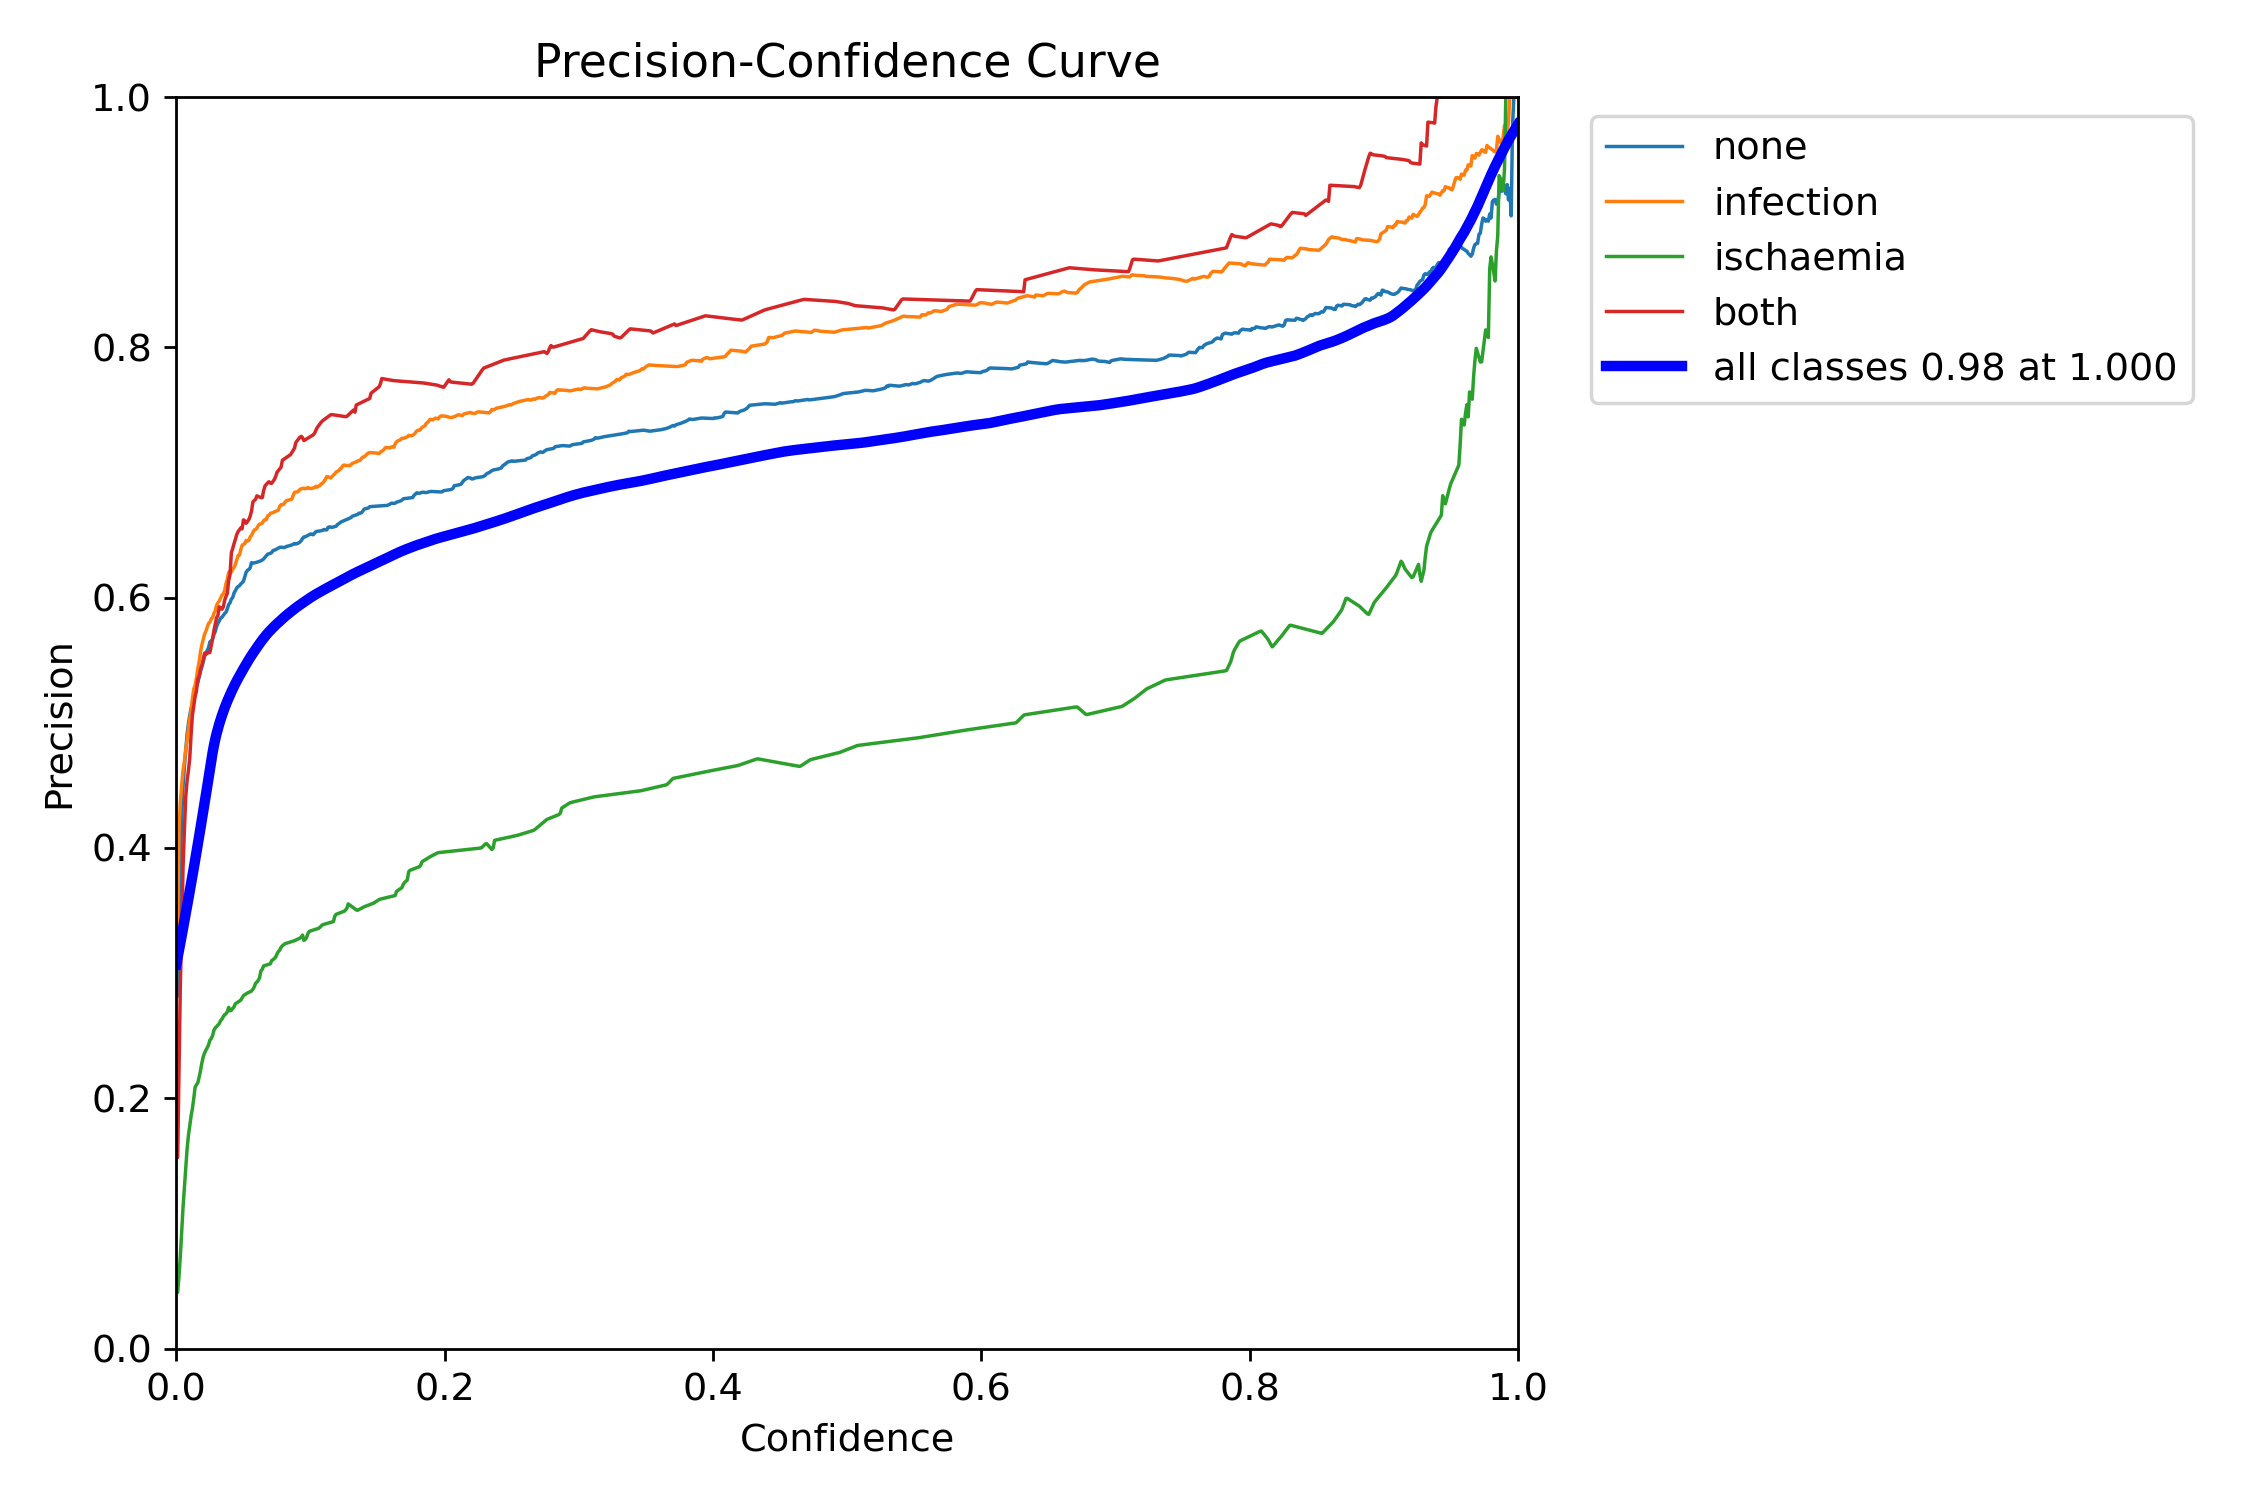 Precision-Confidence Curve
1.0
0.8
0.6
0.4
0.2
0.0
Precision
0.0 0.2 0.4 0.6 0.8 1.0
Confidence
none
infection
ischaemia
both
all classes 0.98 at 1.000